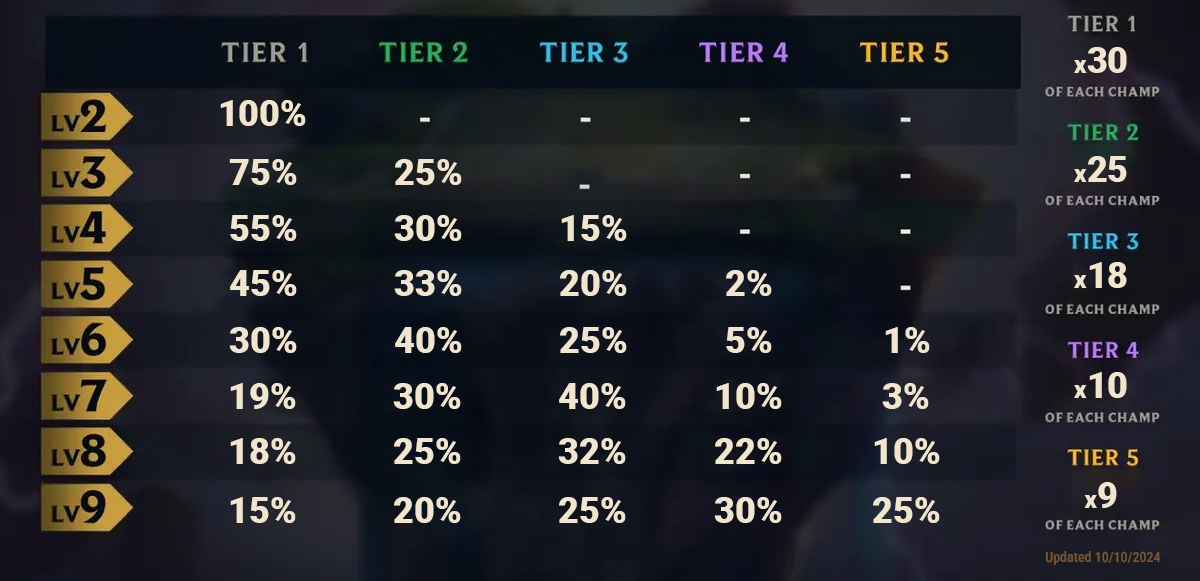 TIER 1 TIER 2 TIER 3 TIER 4 TIER 5
LV2 100% - - - -
LV3 75% 25% - - -
LV4 55% 30% 15% - -
LV5 45% 33% 20% 2% -
LV6 30% 40% 25% 5% 1%
LV7 19% 30% 40% 10% 3%
LV8 18% 25% 32% 22% 10%
LV9 15% 20% 25% 30% 25%
TIER 1
x30
OF EACH CHAMP
TIER 2
x25
OF EACH CHAMP
TIER 3
x18
OF EACH CHAMP
TIER 4
x10
OF EACH CHAMP
TIER 5
x9
OF EACH CHAMP
Updated 10/10/2024